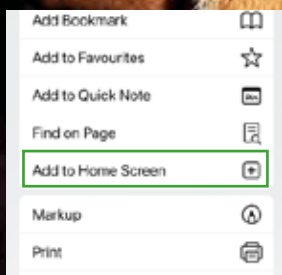 Add Bookmark
Add to Favourites
Add to Quick Note
Find on Page
Add to Home Screen
Markup
Print